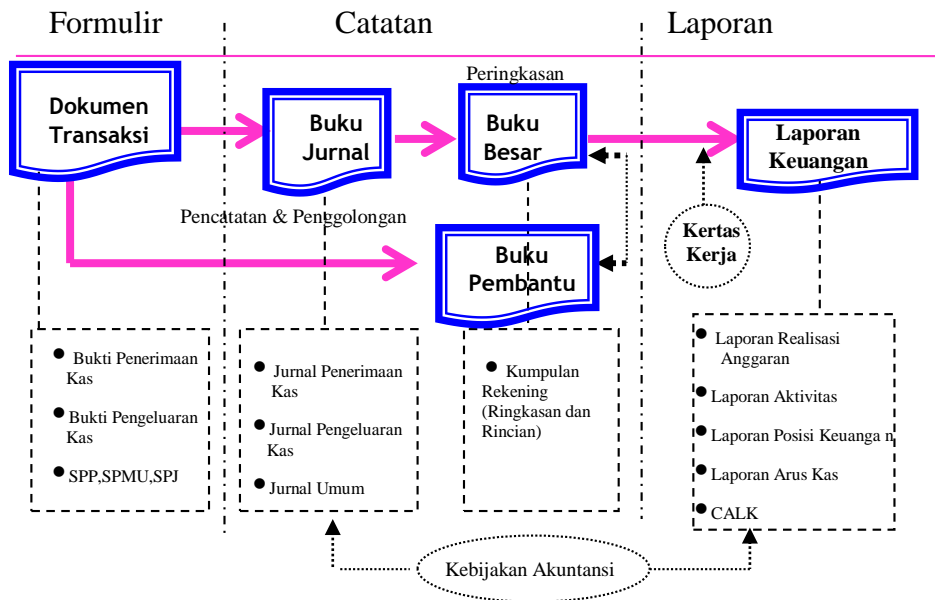 Formulir
Catatan
Laporan
Peringkasan
Dokumen
Transaksi
Buku
Jurnal
Buku
Besar
Laporan
Keuangan
Pencatatan & Penggolongan
Buku
Pembantu
Kertas
Kerja
● Bukti Penerimaan
Kas
● Bukti Pengeluaran
Kas
● SPP,SPMU,SPJ
● Jurnal Penerimaan
Kas
● Jurnal Pengeluaran
Kas
● Jurnal Umum
● Kumpulan
Rekening
(Ringkasan dan
Rincian)
● Laporan Realisasi
Anggaran
● Laporan Aktivitas
● Laporan Posisi Keuanga n
● Laporan Arus Kas
● CALK
Kebijakan Akuntansi